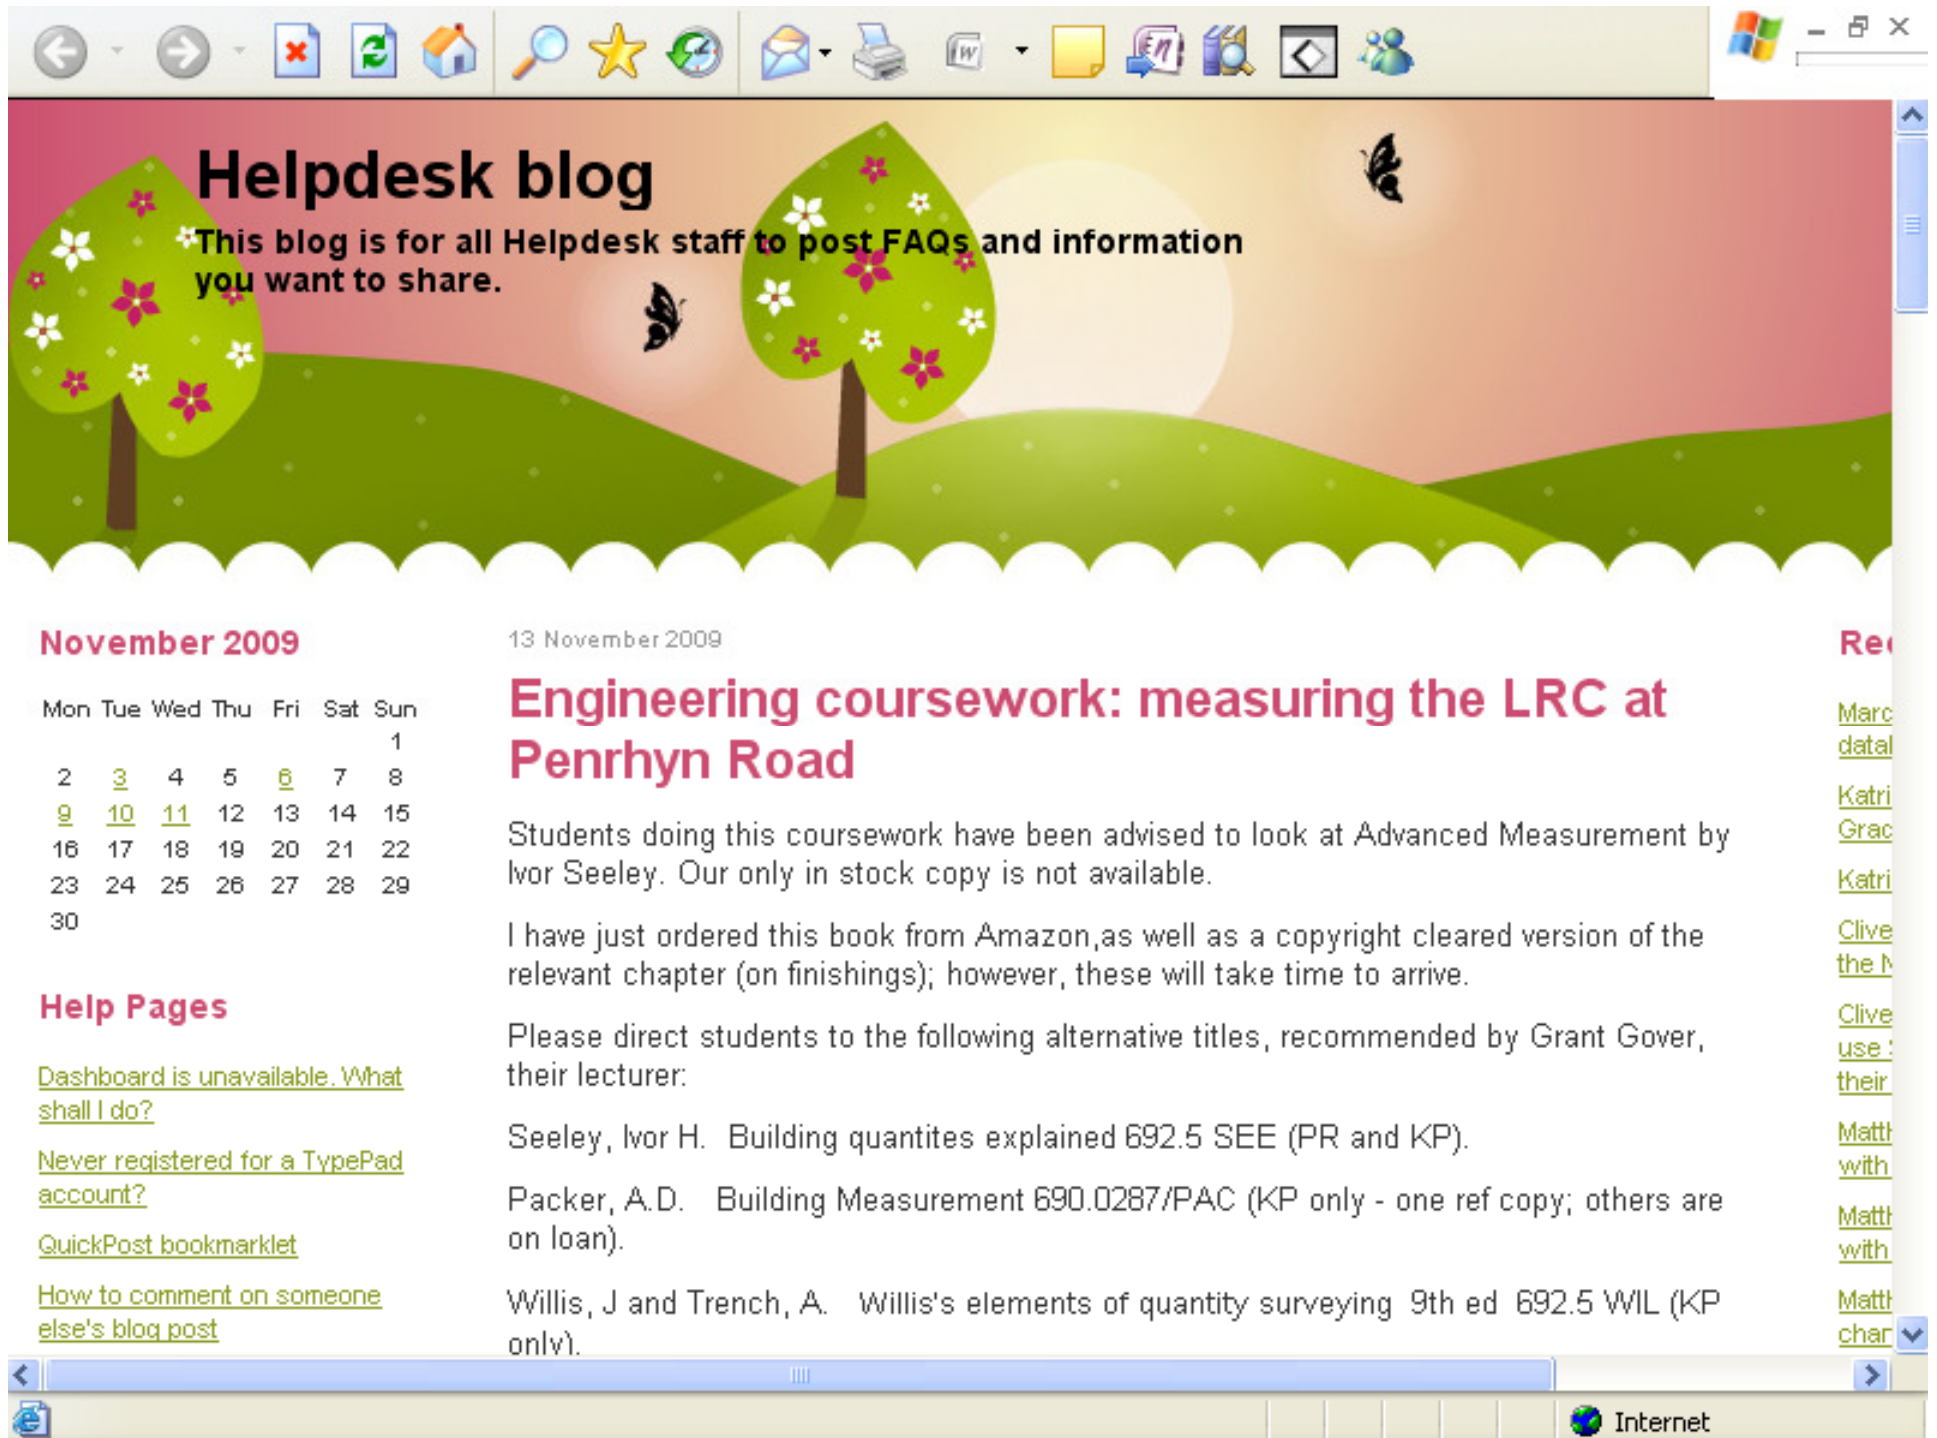 Helpdesk blog
This blog is for all Helpdesk staff to post FAQs and information
you want to share.
November 2009
Mon Tue Wed Thu Fri Sat Sun
1
2 3 4 5 6 7 8
9 10 11 12 13 14 15
16 17 18 19 20 21 22
23 24 25 26 27 28 29
30
Help Pages
Dashboard is unavailable. What
shall I do?
Never registered for a TypePad
account?
QuickPost bookmarklet
How to comment on someone
else's blog post
13 November 2009
Engineering coursework: measuring the LRC at
Penrhyn Road
Students doing this coursework have been advised to look at Advanced Measurement by
Ivor Seeley. Our only in stock copy is not available.
I have just ordered this book from Amazon,as well as a copyright cleared version of the
relevant chapter (on finishings); however, these will take time to arrive.
Please direct students to the following alternative titles, recommended by Grant Gover,
their lecturer:
Seeley, Ivor H. Building quantites explained 692.5 SEE (PR and KP).
Packer, A.D. Building Measurement 690.0287/PAC (KP only - one ref copy; others are
on loan).
Willis, J and Trench, A. Willis's elements of quantity surveying 9th ed 692.5 WIL (KP
only).
Clive
the
Clive
use
their
with
with
Internet